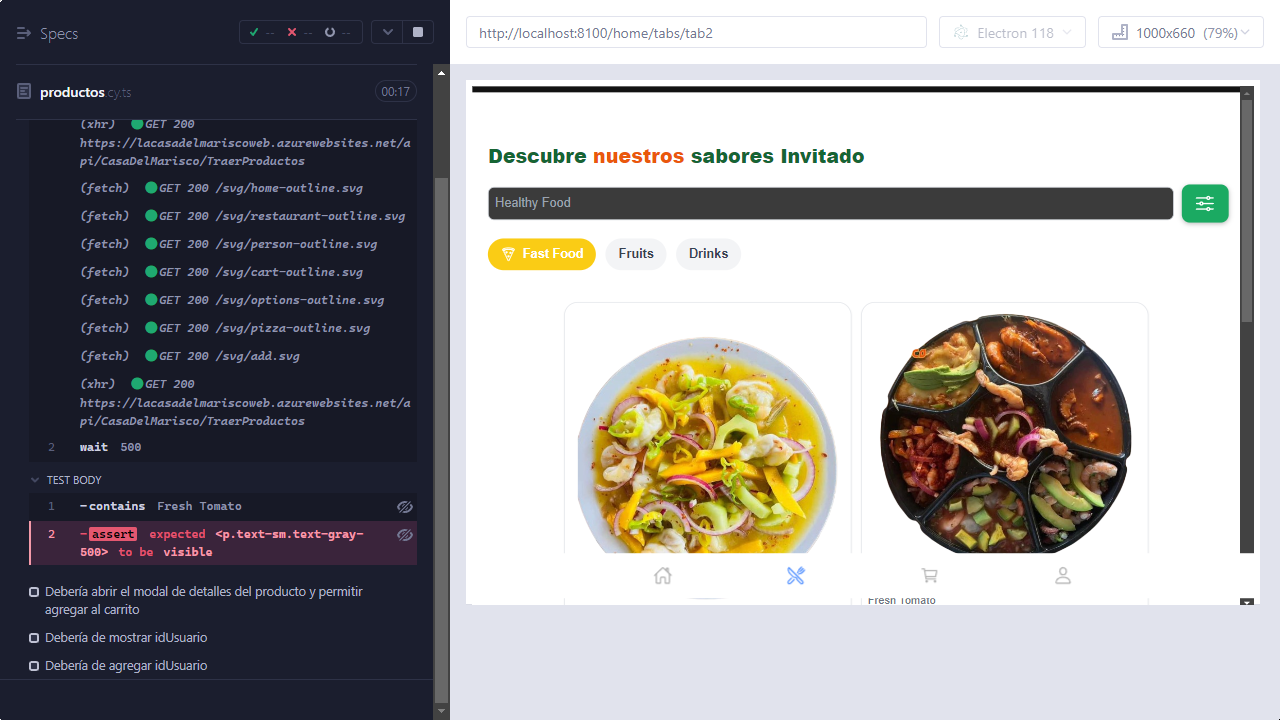 Specs
-- -- --
productos.cy.ts 00:17
(xhr) GET 200
https://lacasadelmariscoweb.azurewebsites.net/a
pi/CasaDelMarisco/TraerProductos
(fetch) GET 200 /svg/home-outline.svg
(fetch) GET 200 /svg/restaurant-outline.svg
(fetch) GET 200 /svg/person-outline.svg
(fetch) GET 200 /svg/cart-outline.svg
(fetch) GET 200 /svg/options-outline.svg
(fetch) GET 200 /svg/pizza-outline.svg
(fetch) GET 200 /svg/add.svg
(xhr) GET 200
https://lacasadelmariscoweb.azurewebsites.net/a
pi/CasaDelMarisco/TraerProductos
2 wait 500
TEST BODY
1 -contains Fresh Tomato
2 -assert expected <p.text-sm.text-gray-
500> to be visible
Debería abrir el modal de detalles del producto y permitir
agregar al carrito
Debería de mostrar idUsuario
Debería de agregar idUsuario
http://localhost:8100/home/tabs/tab2
Electron 118
1000x660 (79%)
Descubre nuestros sabores Invitado
Healthy Food
Fast Food Fruits Drinks
Fresh Tomato